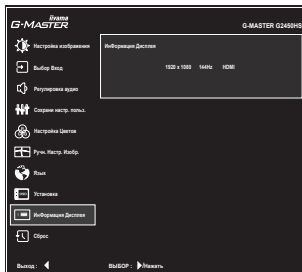 iiyama
G-MASTER
G-MASTER G2450HS
Настройка изображения
Информация Дисплея
Выбор Вход
1920 x 1080 144Hz HDMI
Регулировка аудио
Сохрани настр. польз.
Настройка Цветов
Ручн. Настр. Изобр.
Язык
Установка
Информация Дисплея
Сброс
Выход :
ВЫБОР : /Нажать